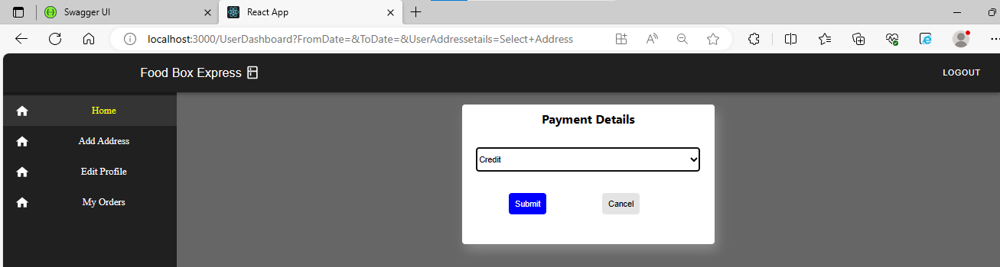 Swagger UI
React App
localhost:3000/UserDashboard?FromDate=&ToDate=&UserAddressetails=Select+Address
Food Box Express
LOGOUT
Home
Add Address
Edit Profile
My Orders
Payment Details
Credit
Submit
Cancel